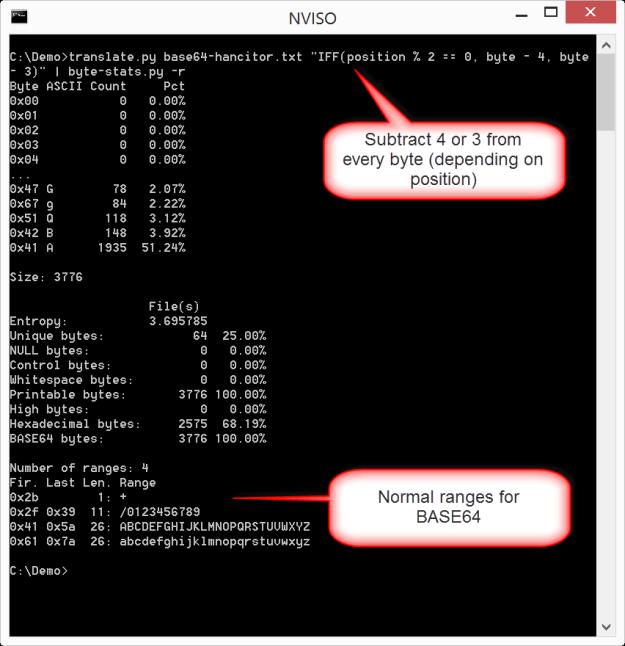 NVISO
C:\Demo>translate.py base64-hancitor.txt "IFF(position % 2 == 0, byte - 4, byte
- 3)" | byte-stats.py -r
Byte ASCII Count     Pct
0x00           0   0.00%
0x01           0   0.00%
0x02           0   0.00%
0x03           0   0.00%
0x04           0   0.00%
...
0x47 G        78   2.07%
0x67 g        84   2.22%
0x51 Q       118   3.12%
0x42 B       148   3.92%
0x41 A      1935  51.24%
Subtract 4 or 3 from
every byte (depending on
position)
Size: 3776
File(s)
Entropy:           3.695785
Unique bytes:            64  25.00%
NULL bytes:               0   0.00%
Control bytes:            0   0.00%
Whitespace bytes:         0   0.00%
Printable bytes:       3776 100.00%
High bytes:               0   0.00%
Hexadecimal bytes:     2575  68.19%
BASE64 bytes:          3776 100.00%
Number of ranges: 4
Fir. Last Len. Range
0x2b        1: +
0x2f 0x39  11: /0123456789
0x41 0x5a  26: ABCDEFGHIJKLMNOPQRSTUVWXYZ
0x61 0x7a  26: abcdefghijklmnopqrstuvwxyz
Normal ranges for
BASE64
C:\Demo>